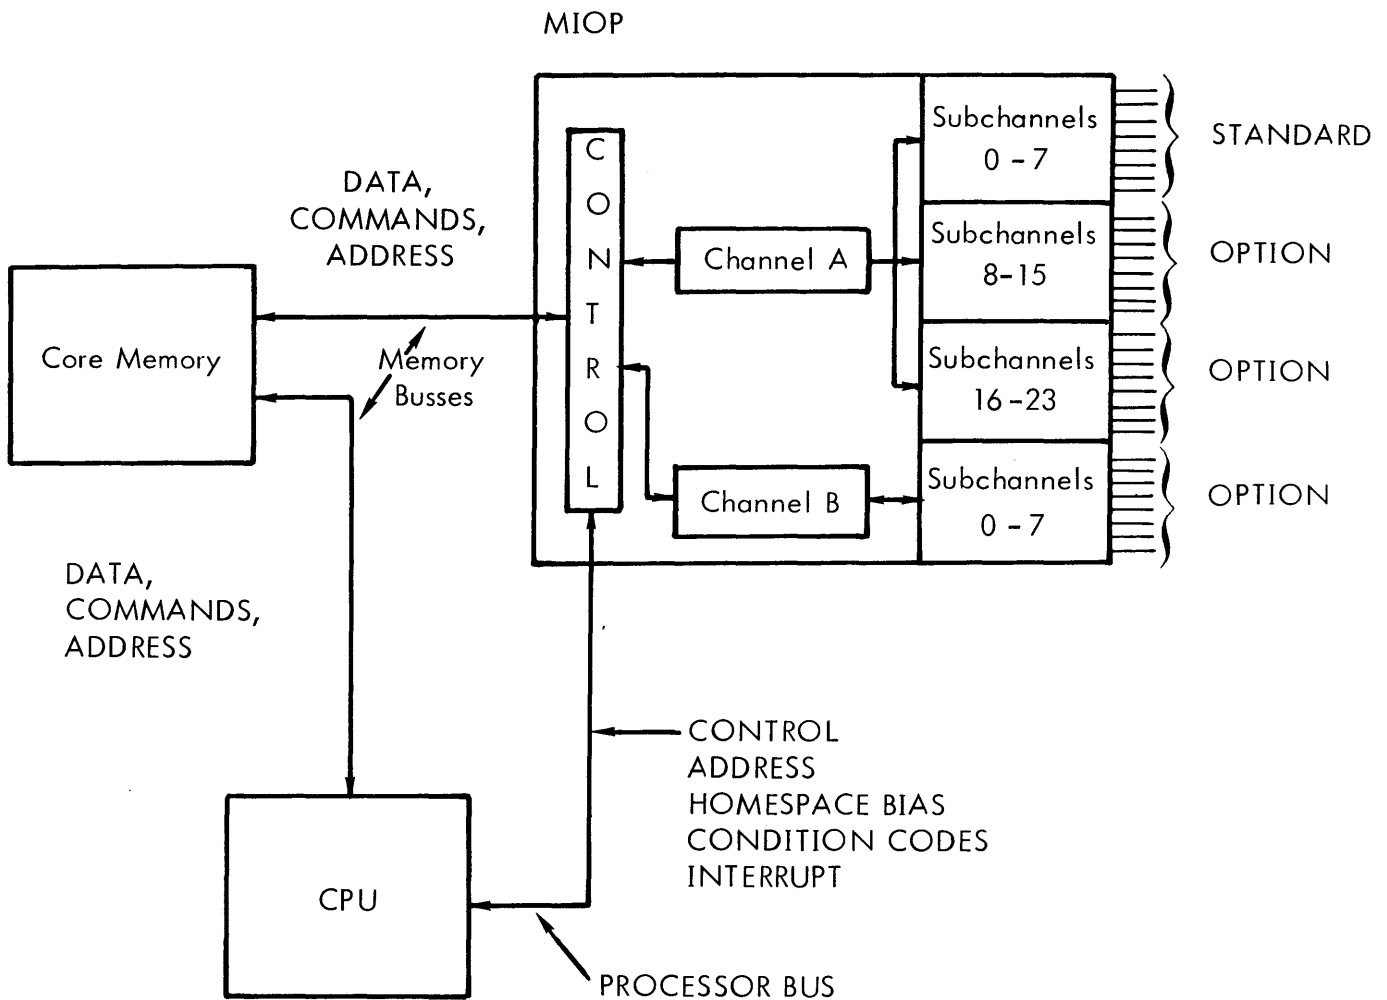 MIOP
DATA,
COMMANDS,
ADDRESS
Core Memory
Memory
Busses
CONTROL
Channel A
Channel B
Subchannels
0 - 7
STANDARD
Subchannels
8-15
OPTION
Subchannels
16 -23
OPTION
Subchannels
0 - 7
OPTION
DATA,
COMMANDS,
ADDRESS
CONTROL
ADDRESS
HOMESPACE BIAS
CONDITION CODES
INTERRUPT
CPU
PROCESSOR BUS